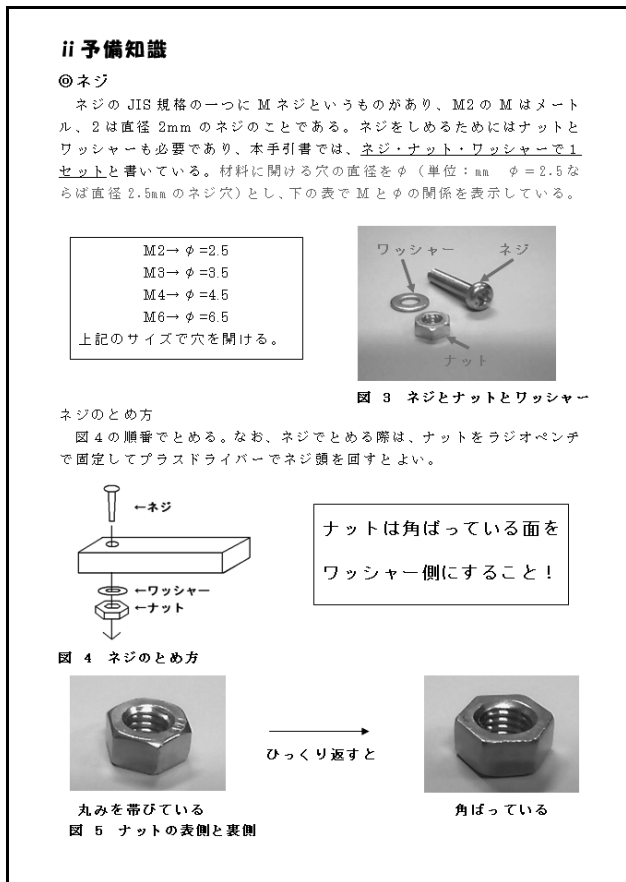 ii 予備知識
◎ネジ
ネジの JIS 規格の一つに M ネジというものがあり、M2 の M はメート
ル、2 は直径 2mm のネジのことである。ネジをしめるためにはナットと
ワッシャーも必要であり、本手引書では、ネジ・ナット・ワッシャーで1
セットと書いている。材料に開ける穴の直径をφ（単位：mm　φ＝2.5 な
らば直径 2.5mm のネジ穴）とし、下の表で M とφの関係を表示している。
M2→ φ=2.5
M3→ φ=3.5
M4→ φ=4.5
M6→ φ=6.5
上記のサイズで穴を開ける。
ワッシャー
ネジ
ナット
図 3 ネジとナットとワッシャー
ネジのとめ方
図４の順番でとめる。なお、ネジでとめる際は、ナットをラジオペンチ
で固定してプラスドライバーでネジ頭を回すとよい。
←ネジ
←ワッシャー
←ナット
ナットは角ばっている面を
ワッシャー側にすること！
図 4 ネジのとめ方
ひっくり返すと
丸みを帯びている
角ばっている
図 5 ナットの表側と裏側